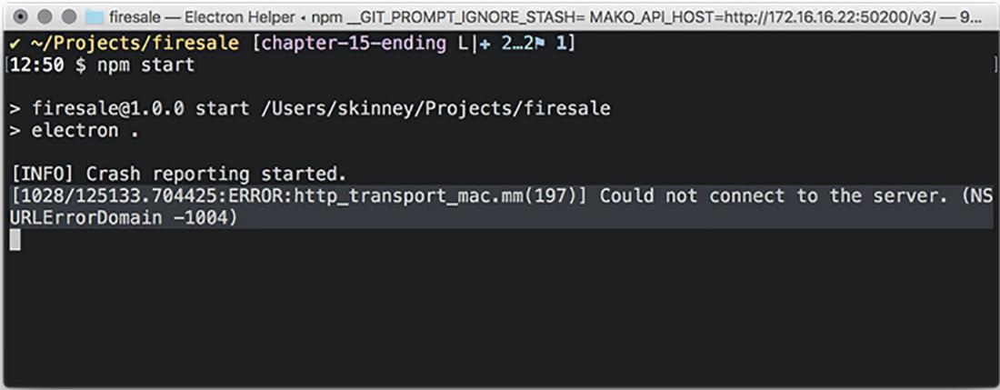 firesale — Electron Helper ◂ npm __GIT_PROMPT_IGNORE_STASH= MAKO_API_HOST=http://172.16.16.22:50200/v3/ — 9...
✔ ~/Projects/firesale [chapter-15-ending L|✚ 2…2⚑ 1]
[12:50 $ npm start ]
> firesale@1.0.0 start /Users/skinney/Projects/firesale
> electron .
[INFO] Crash reporting started.
[1028/125133.704425:ERROR:http_transport_mac.mm(197)] Could not connect to the server. (NS
URLErrorDomain -1004)